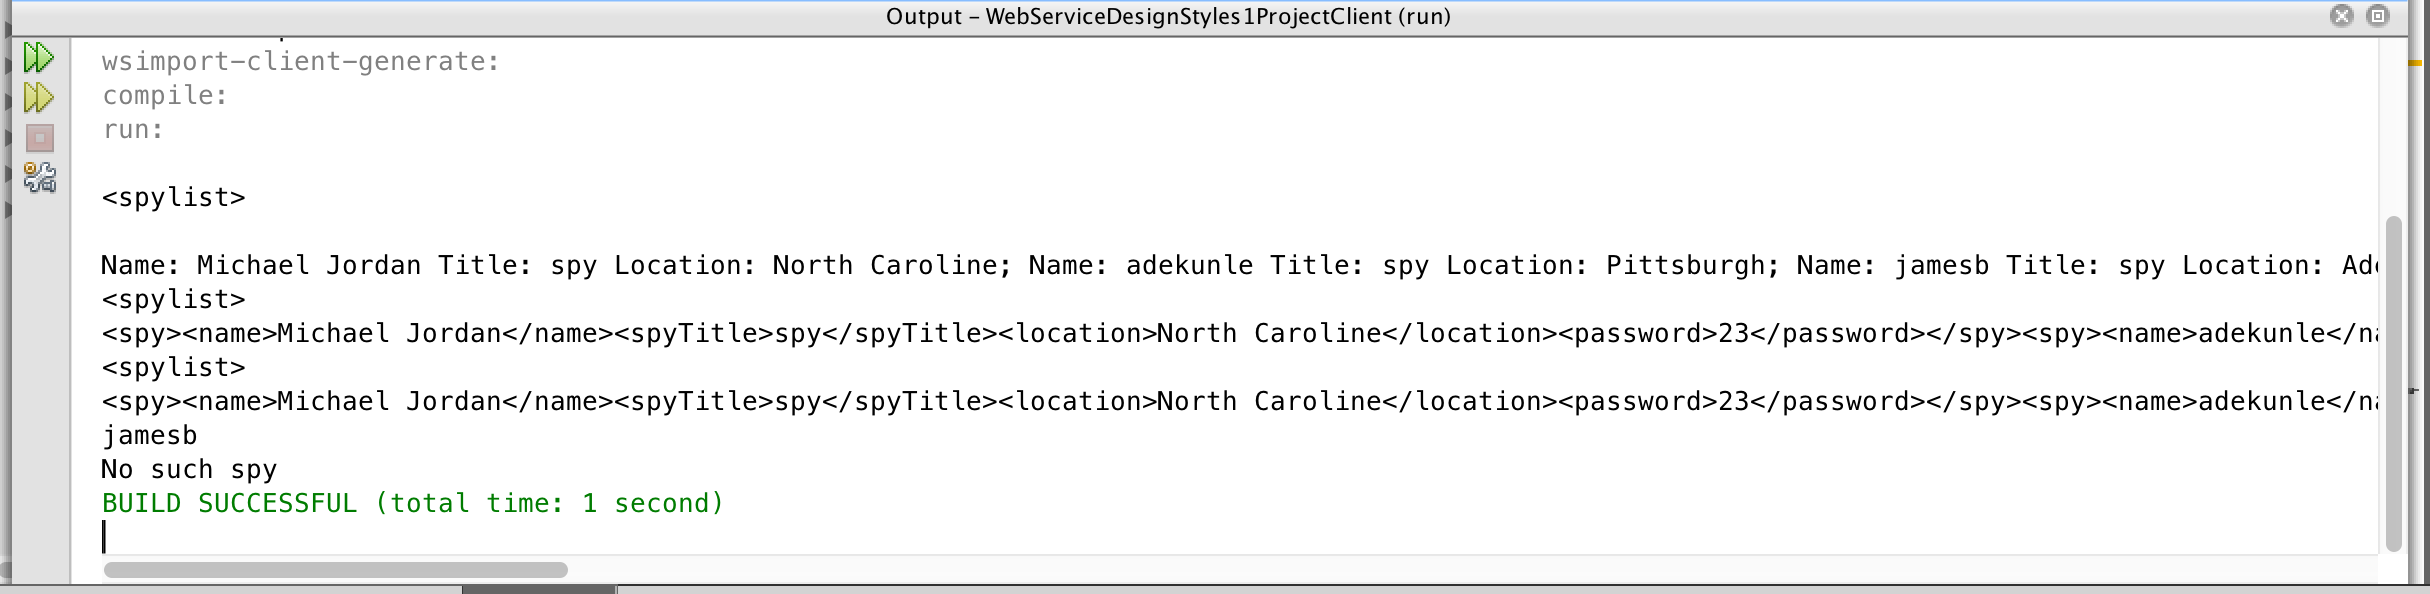 Output – WebServiceDesignStyles1ProjectClient (run)
wsimport-client-generate:
compile:
run:
<spylist>
Name: Michael Jordan Title: spy Location: North Caroline; Name: adekunle Title: spy Location: Pittsburgh; Name: jamesb Title: spy Location:
<spylist>
<spy><name>Michael Jordan</name><spyTitle>spy</spyTitle><location>North Caroline</location><password>23</password></spy><spy><name>adekunle</na
<spylist>
<spy><name>Michael Jordan</name><spyTitle>spy</spyTitle><location>North Caroline</location><password>23</password></spy><spy><name>adekunle</na
jamesb
No such spy
BUILD SUCCESSFUL (total time: 1 second)